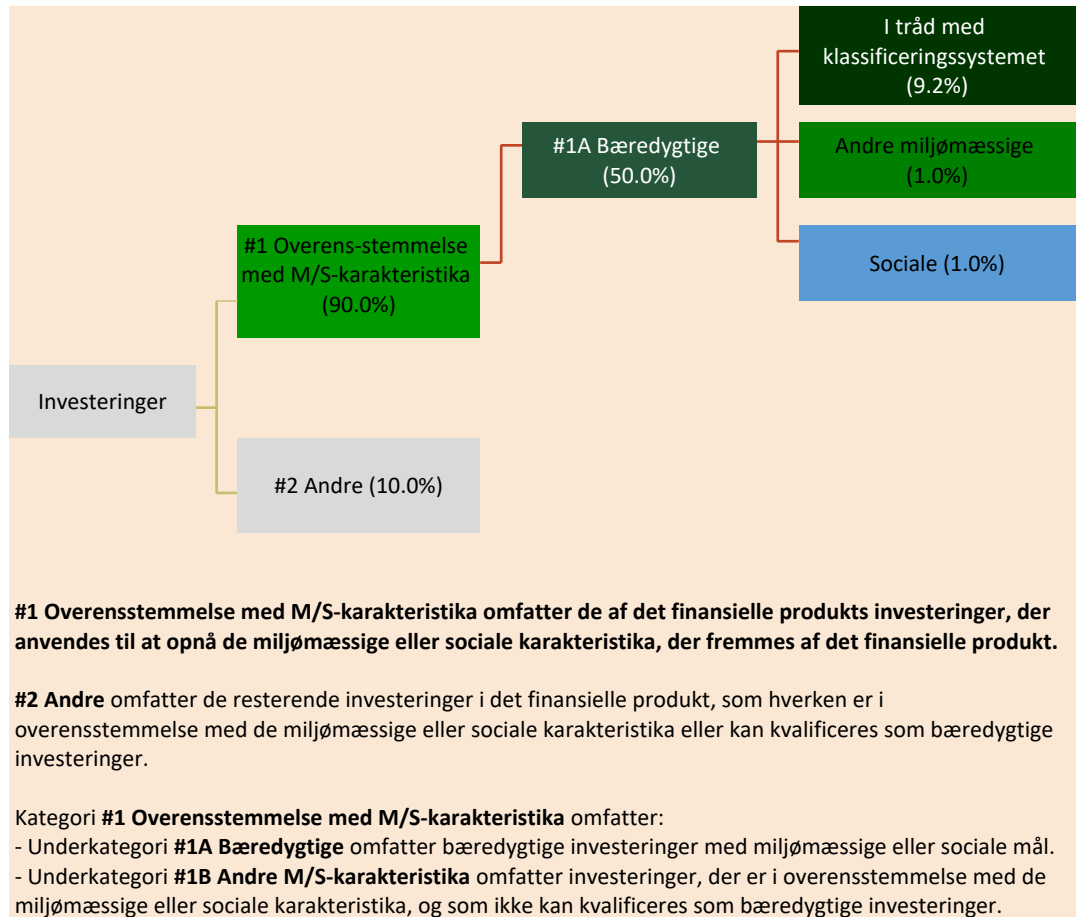 I tråd med
klassificeringssystemet
(9.2%)
#1A Bæredygtige
(50.0%)
Andre miljømæssige
(1.0%)
#1 Overens-stemmelse
med M/S-karakteristika
(90.0%)
Sociale (1.0%)
Investeringer
#2 Andre (10.0%)
#1 Overensstemmelse med M/S-karakteristika omfatter de af det finansielle produkts investeringer, der
anvendes til at opnå de miljømæssige eller sociale karakteristika, der fremmes af det finansielle produkt.
#2 Andre omfatter de resterende investeringer i det finansielle produkt, som hverken er i
overensstemmelse med de miljømæssige eller sociale karakteristika eller kan kvalificeres som bæredygtige
investeringer.
Kategori #1 Overensstemmelse med M/S-karakteristika omfatter:
- Underkategori #1A Bæredygtige omfatter bæredygtige investeringer med miljømæssige eller sociale mål.
- Underkategori #1B Andre M/S-karakteristika omfatter investeringer, der er i overensstemmelse med de
miljømæssige eller sociale karakteristika, og som ikke kan kvalificeres som bæredygtige investeringer.